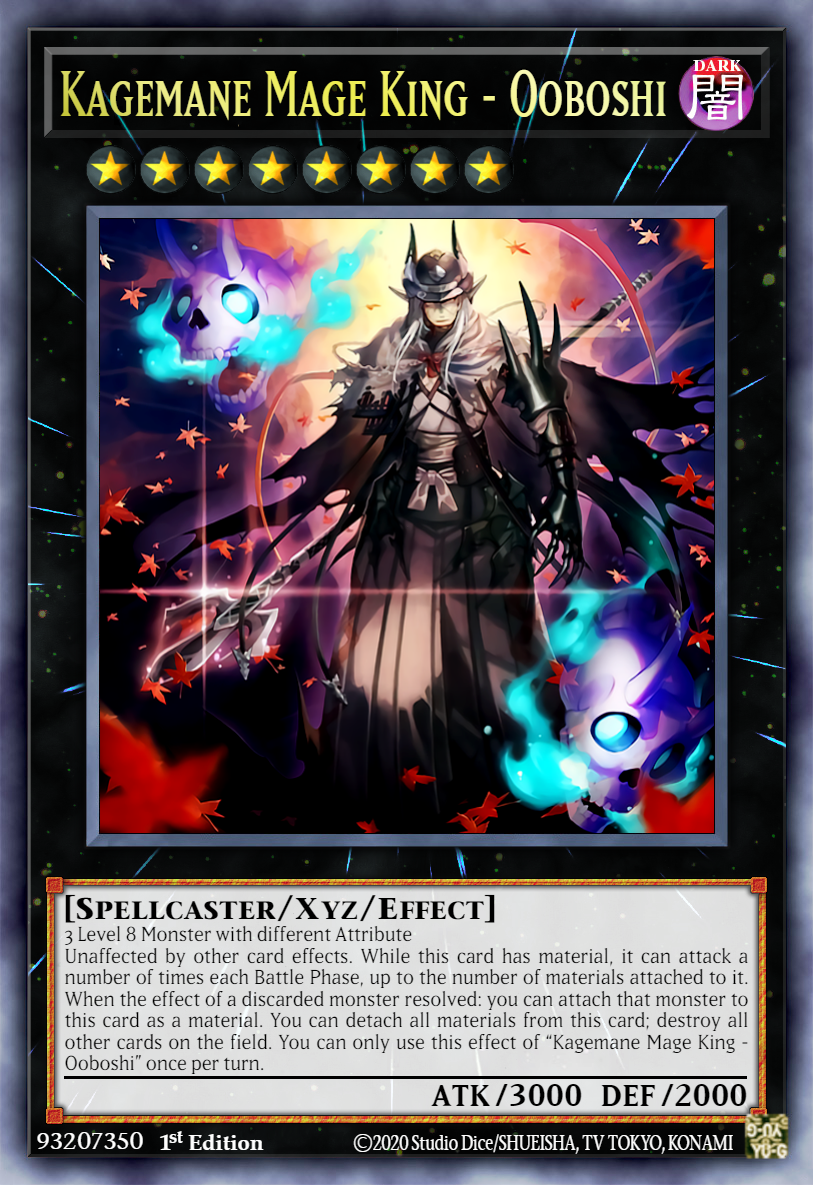 Kagemane Mage King - Ooboshi
DARK
闇
[Spellcaster/Xyz/Effect]
3 Level 8 Monster with different Attribute
Unaffected by other card effects. While this card has material, it can attack a
number of times each Battle Phase, up to the number of materials attached to it.
When the effect of a discarded monster resolved: you can attach that monster to
this card as a material. You can detach all materials from this card; destroy all
other cards on the field. You can only use this effect of “Kagemane Mage King -
Ooboshi” once per turn.
ATK/3000 DEF/2000
93207350 1st Edition ©2020 Studio Dice/SHUEISHA, TV TOKYO, KONAMI
YU-G
YU-G